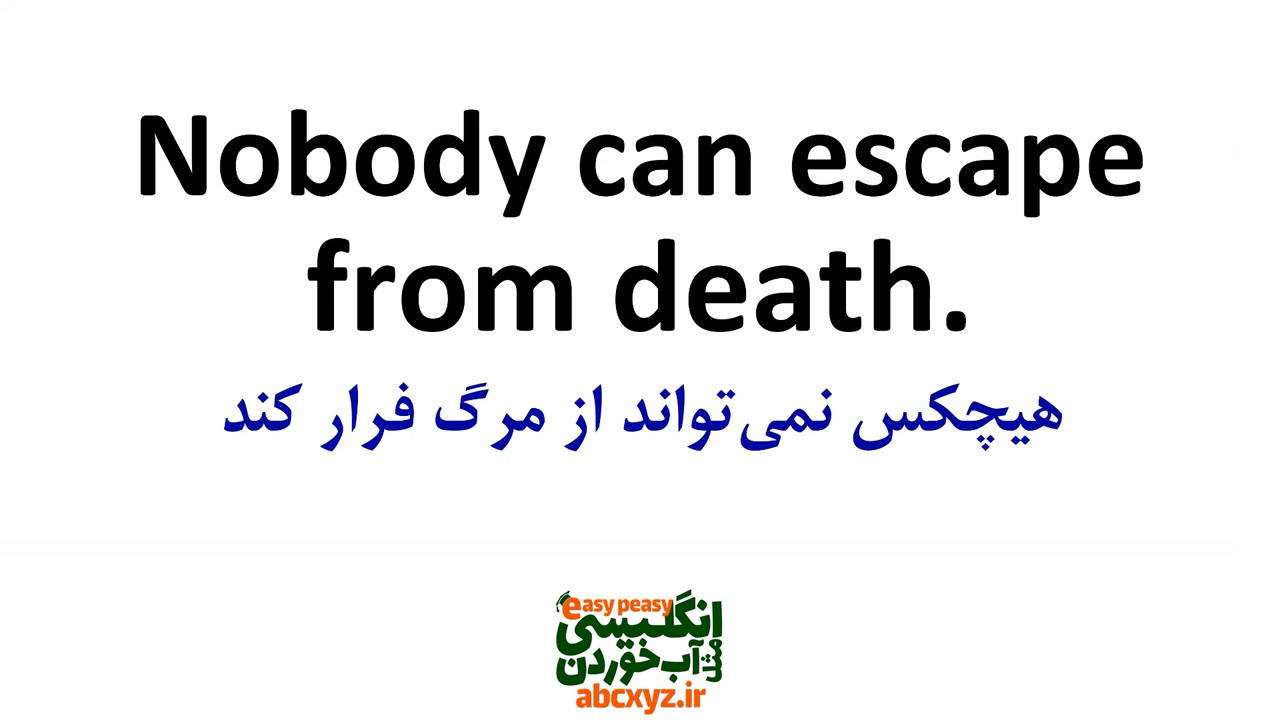 Nobody can escape
from death.
هیچکس نمی‌تواند از مرگ فرار کند
easy peasy
انگلیسی
مثل آب خوردن
abcxyz.ir